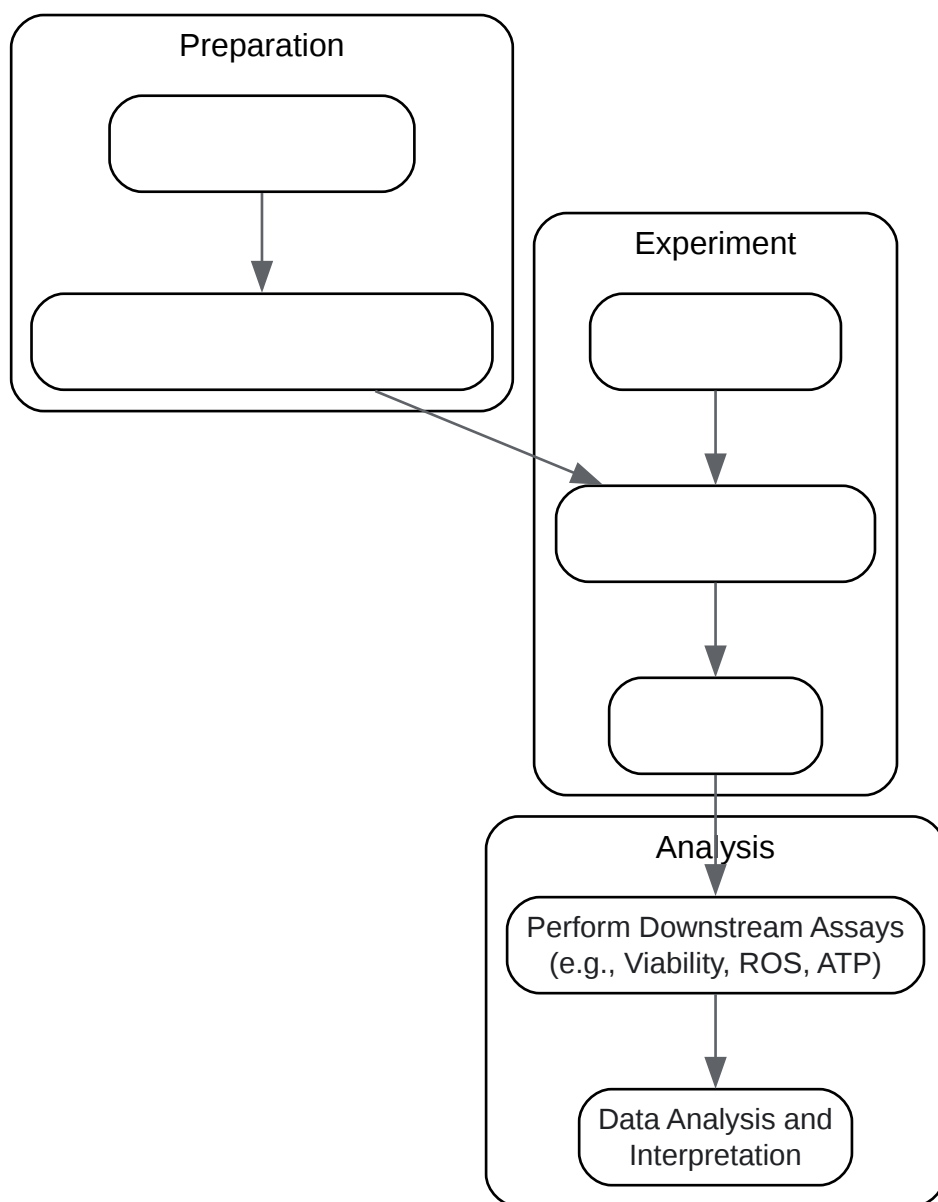 Preparation
Experiment
Analysis
Perform Downstream Assays
(e.g., Viability, ROS, ATP)
Data Analysis and
Interpretation